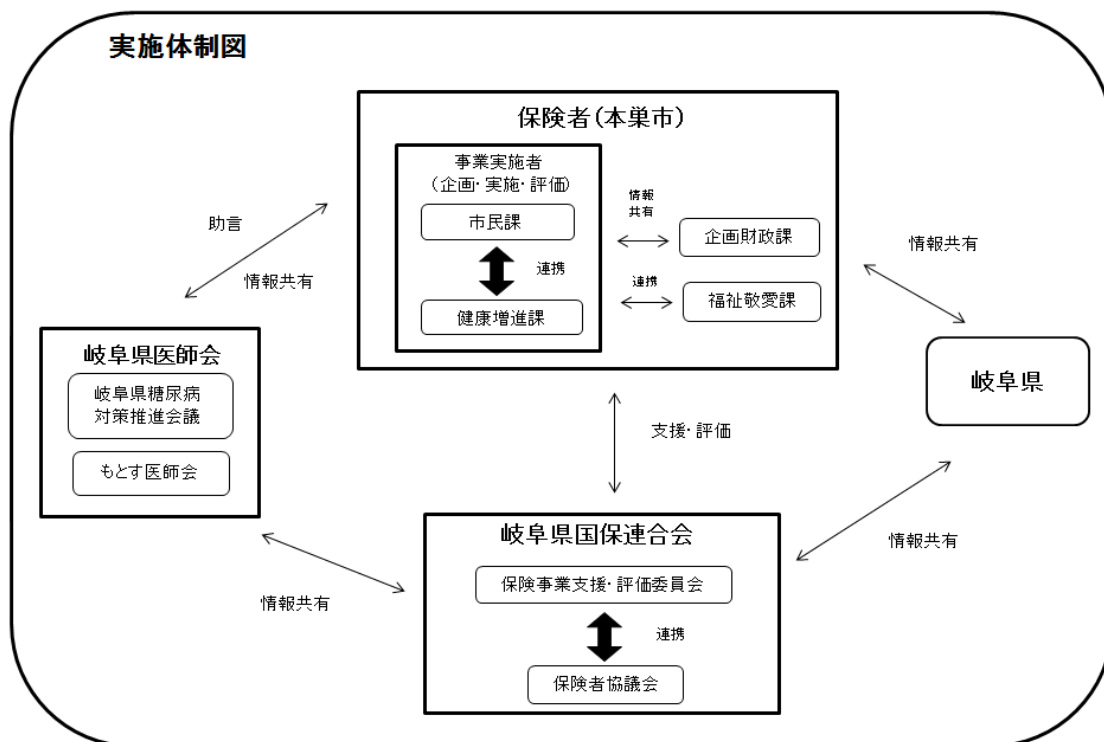 実施体制図
保険者(本巣市)
事業実施者
(企画・実施・評価)
市民課
連携
健康増進課
情報
共有
企画財政課
連携
福祉敬愛課
助言
情報共有
情報共有
岐阜県医師会
岐阜県糖尿病
対策推進会議
もとす医師会
岐阜県
支援・評価
情報共有
情報共有
岐阜県国保連合会
保険事業支援・評価委員会
連携
保険者協議会